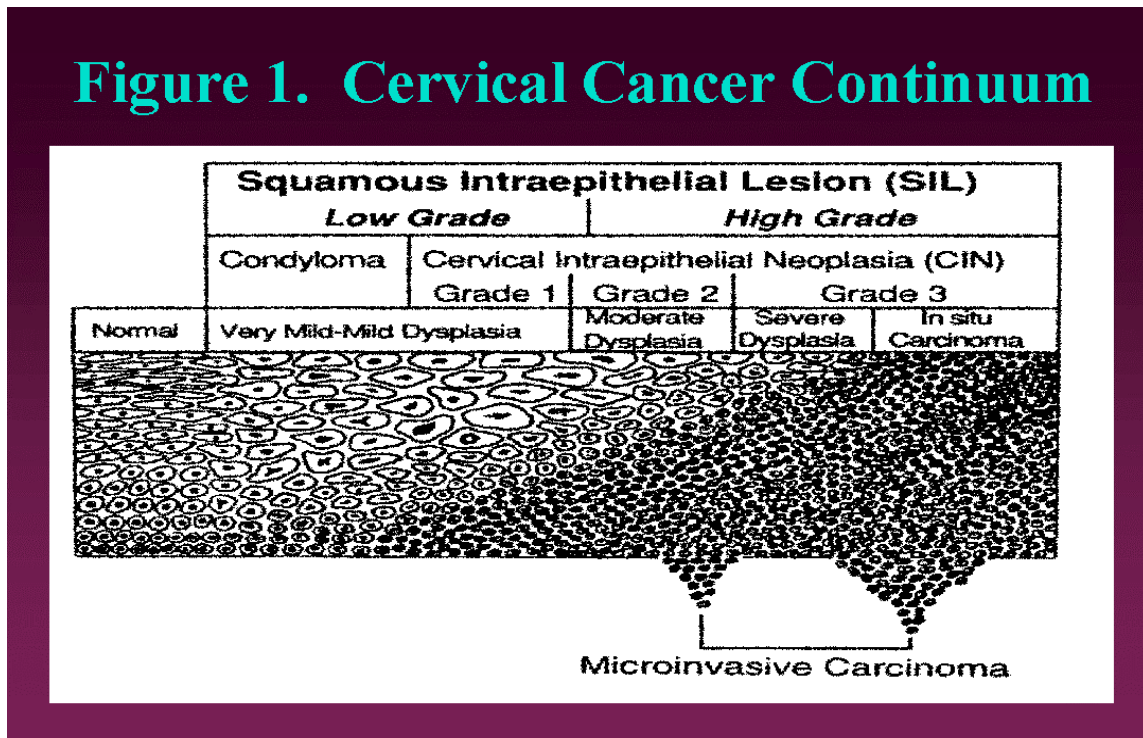 Figure 1. Cervical Cancer Continuum
Squamous Intraepithelial Lesion (SIL)
Low Grade High Grade
Condyloma Cervical Intraepithelial Neoplasia (CIN)
Grade 1 Grade 2 Grade 3
Normal Very Mild-Mild Dysplasia Moderate Dysplasia Severe Dysplasia In situ Carcinoma
Microinvasive Carcinoma